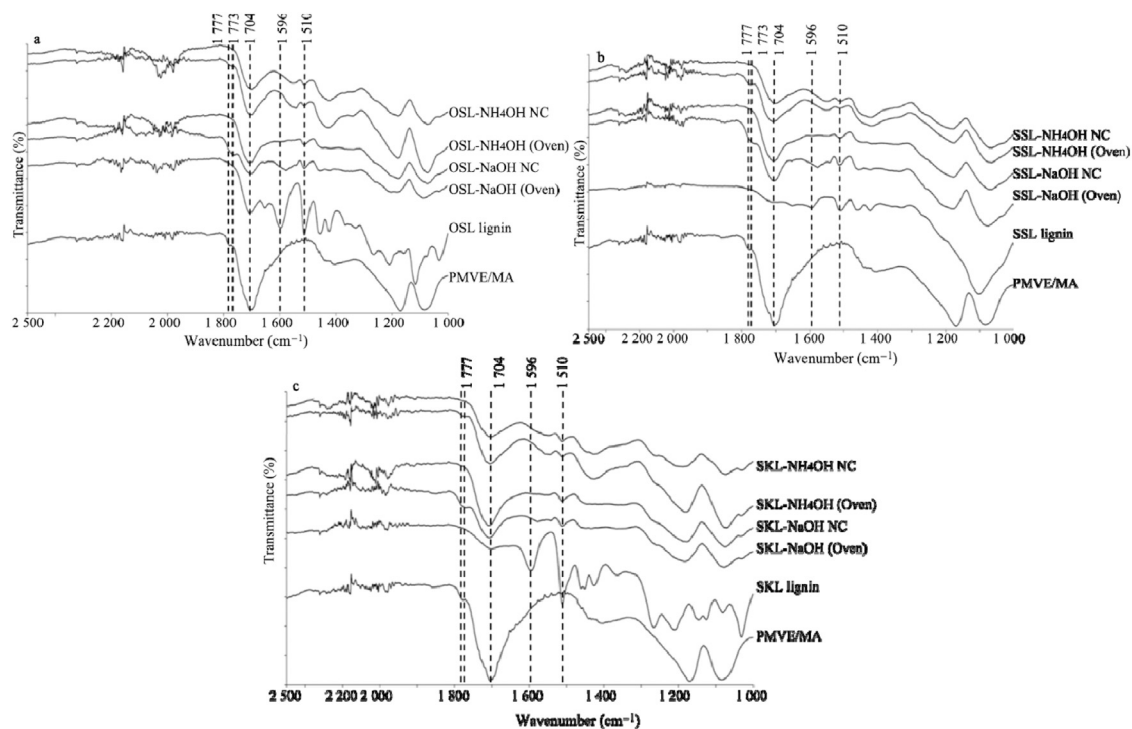 a
1 777
1 773
1 704
1 596
1 510
Transmittance (%)
OSL-NH4OH NC
OSL-NH4OH (Oven)
OSL-NaOH NC
OSL-NaOH (Oven)
OSL lignin
PMVE/MA
2 500 2 200 2 000 1 800 1 600 1 400 1 200 1 000
Wavenumber (cm⁻¹)
b
1 777
1 773
1 704
1 596
1 510
Transmittance (%)
SSL-NH4OH NC
SSL-NH4OH (Oven)
SSL-NaOH NC
SSL-NaOH (Oven)
SSL lignin
PMVE/MA
2 500 2 200 2 000 1 800 1 600 1 400 1 200 1 000
Wavenumber (cm⁻¹)
c
1 777
1 704
1 596
1 510
Transmittance (%)
SKL-NH4OH NC
SKL-NH4OH (Oven)
SKL-NaOH NC
SKL-NaOH (Oven)
SKL lignin
PMVE/MA
2 500 2 200 2 000 1 800 1 600 1 400 1 200 1 000
Wavenumber (cm⁻¹)